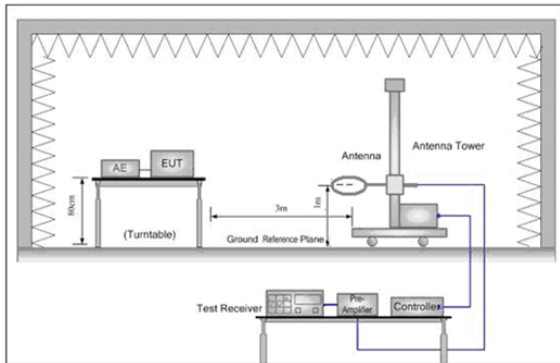 AE
EUT
Antenna
Antenna Tower
80cm
3m
1m
(Turntable)
Ground Reference Plane
Test Receiver
Pre-
Amplifier
Controller